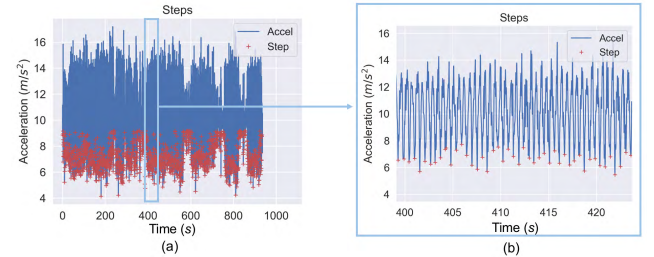 Steps
Acceleration (m/s²)
16
14
12
10
8
6
4
Accel
Step
0
200
400
600
800
1000
Time (s)
(a)
Steps
Acceleration (m/s²)
16
14
12
10
8
6
4
Accel
Step
400
405
410
415
420
Time (s)
(b)